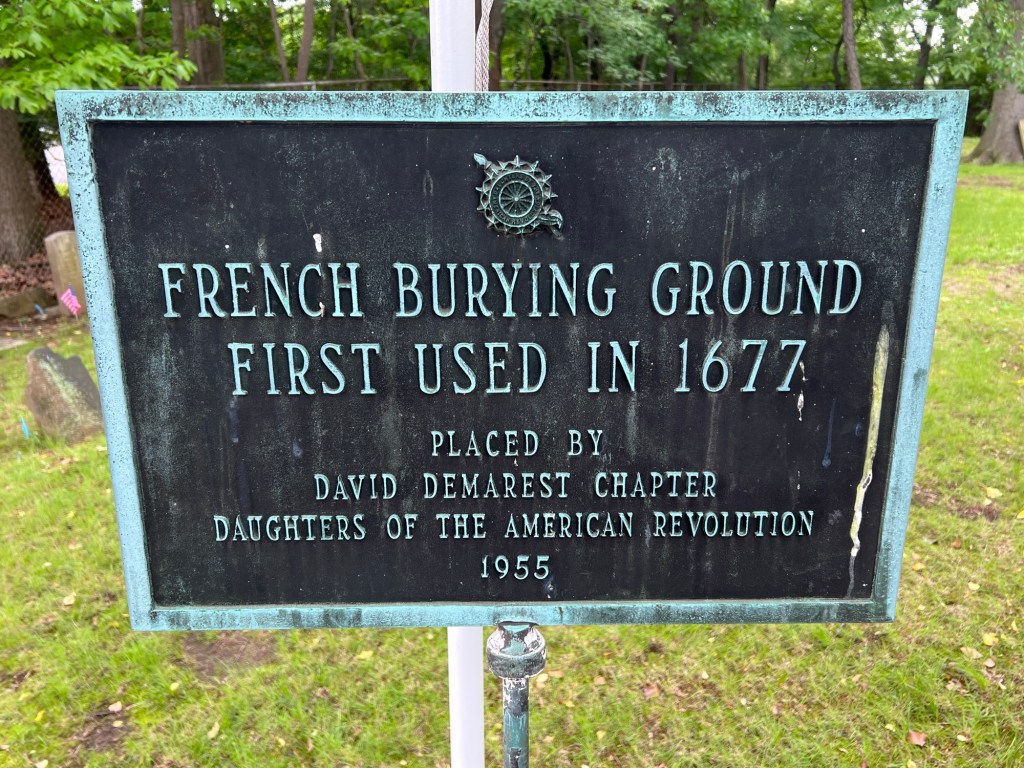 FRENCH BURYING GROUND
FIRST USED IN 1677
PLACED BY
DAVID DEMAREST CHAPTER
DAUGHTERS OF THE AMERICAN REVOLUTION
1955